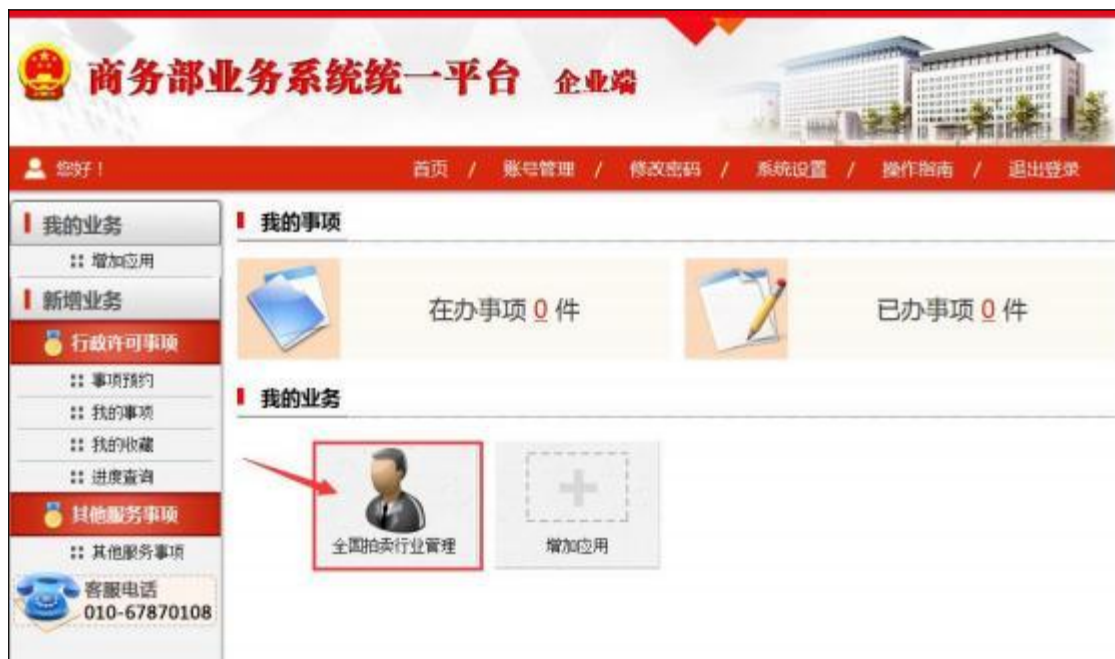 商务部业务系统统一平台 企业端
您好！
首页 / 账号管理 / 修改密码 / 系统设置 / 操作指南 / 退出登录
我的业务
:: 增加应用
新增业务
行政许可事项
:: 事项预约
:: 我的事项
:: 我的收藏
:: 进度查询
其他服务事项
:: 其他服务事项
客服电话
010-67870108
我的事项
在办事项 0 件
已办事项 0 件
我的业务
全国拍卖行业管理
增加应用